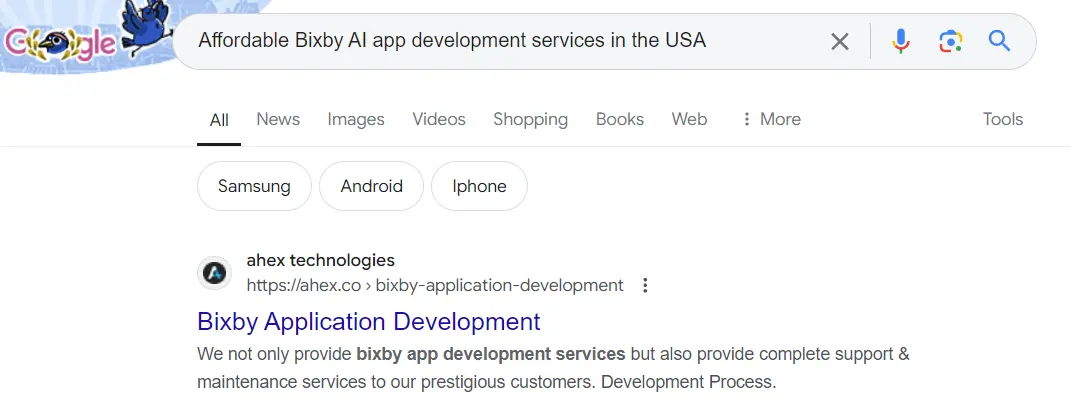 Google
Affordable Bixby AI app development services in the USA
All News Images Videos Shopping Books Web More Tools
Samsung Android Iphone
ahex technologies
https://ahex.co › bixby-application-development
Bixby Application Development
We not only provide bixby app development services but also provide complete support &
maintenance services to our prestigious customers. Development Process.